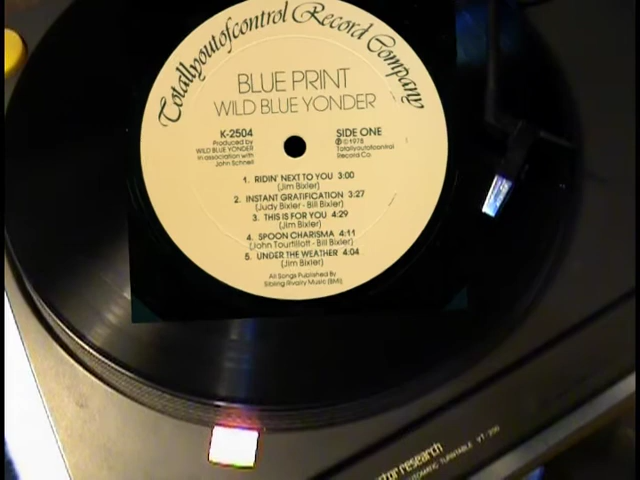 Totallyoutofcontrol Record Company
BLUE PRINT
WILD BLUE YONDER
K-2504
Produced by
WILD BLUE YONDER
in association with
John Schnell
SIDE ONE
℗©1978
Totallyoutofcontrol
Record Co.
1. RIDIN' NEXT TO YOU 3:00
(Jim Bixler)
2. INSTANT GRATIFICATION 3:27
(Judy Bixler - Bill Bixler)
3. THIS IS FOR YOU 4:29
(Jim Bixler)
4. SPOON CHARISMA 4:11
(John Tourtillott - Bill Bixler)
5. UNDER THE WEATHER 4:04
(Jim Bixler)
All Songs Published By
Sibling Rivalry Music (BMI)
ctor research
OMATIC TURNTABLE VT-200